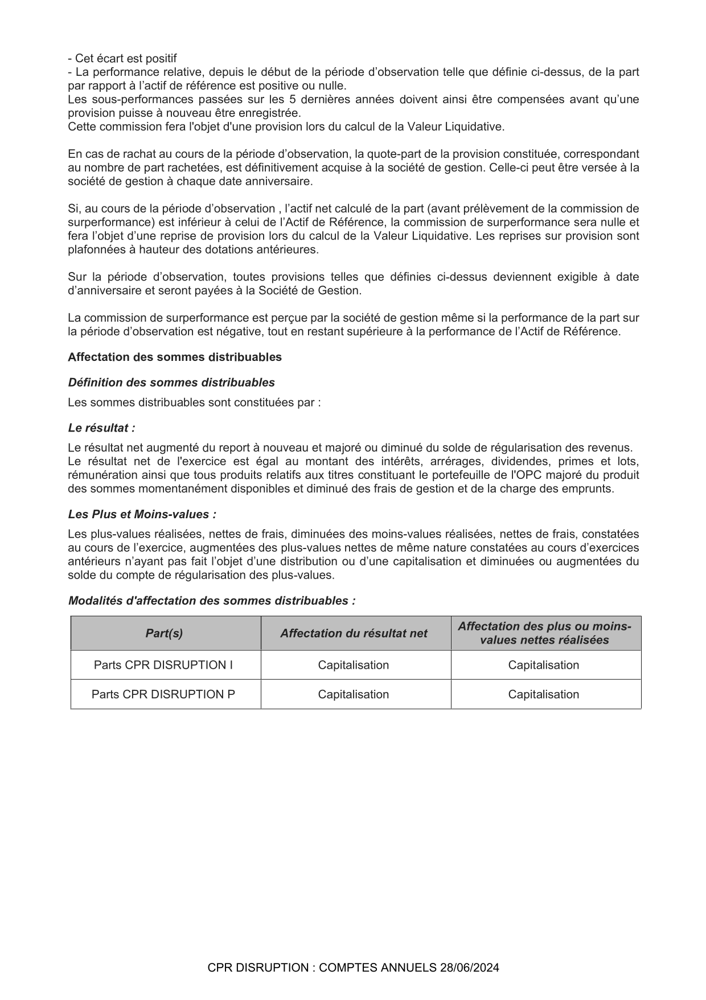 - Cet écart est positif
- La performance relative, depuis le début de la période d’observation telle que définie ci-dessus, de la part
par rapport à l’actif de référence est positive ou nulle.
Les sous-performances passées sur les 5 dernières années doivent ainsi être compensées avant qu’une
provision puisse à nouveau être enregistrée.
Cette commission fera l'objet d'une provision lors du calcul de la Valeur Liquidative.
En cas de rachat au cours de la période d’observation, la quote-part de la provision constituée, correspondant
au nombre de part rachetées, est définitivement acquise à la société de gestion. Celle-ci peut être versée à la
société de gestion à chaque date anniversaire.
Si, au cours de la période d’observation , l’actif net calculé de la part (avant prélèvement de la commission de
surperformance) est inférieur à celui de l’Actif de Référence, la commission de surperformance sera nulle et
fera l’objet d’une reprise de provision lors du calcul de la Valeur Liquidative. Les reprises sur provision sont
plafonnées à hauteur des dotations antérieures.
Sur la période d’observation, toutes provisions telles que définies ci-dessus deviennent exigible à date
d’anniversaire et seront payées à la Société de Gestion.
La commission de surperformance est perçue par la société de gestion même si la performance de la part sur
la période d’observation est négative, tout en restant supérieure à la performance de l’Actif de Référence.
Affectation des sommes distribuables
Définition des sommes distribuables
Les sommes distribuables sont constituées par :
Le résultat :
Le résultat net augmenté du report à nouveau et majoré ou diminué du solde de régularisation des revenus.
Le résultat net de l'exercice est égal au montant des intérêts, arrérages, dividendes, primes et lots,
rémunération ainsi que tous produits relatifs aux titres constituant le portefeuille de l'OPC majoré du produit
des sommes momentanément disponibles et diminué des frais de gestion et de la charge des emprunts.
Les Plus et Moins-values :
Les plus-values réalisées, nettes de frais, diminuées des moins-values réalisées, nettes de frais, constatées
au cours de l’exercice, augmentées des plus-values nettes de même nature constatées au cours d’exercices
antérieurs n’ayant pas fait l’objet d’une distribution ou d’une capitalisation et diminuées ou augmentées du
solde du compte de régularisation des plus-values.
Modalités d'affectation des sommes distribuables :
Part(s) Affectation du résultat net Affectation des plus ou moins-
values nettes réalisées
Parts CPR DISRUPTION I Capitalisation Capitalisation
Parts CPR DISRUPTION P Capitalisation Capitalisation
CPR DISRUPTION : COMPTES ANNUELS 28/06/2024